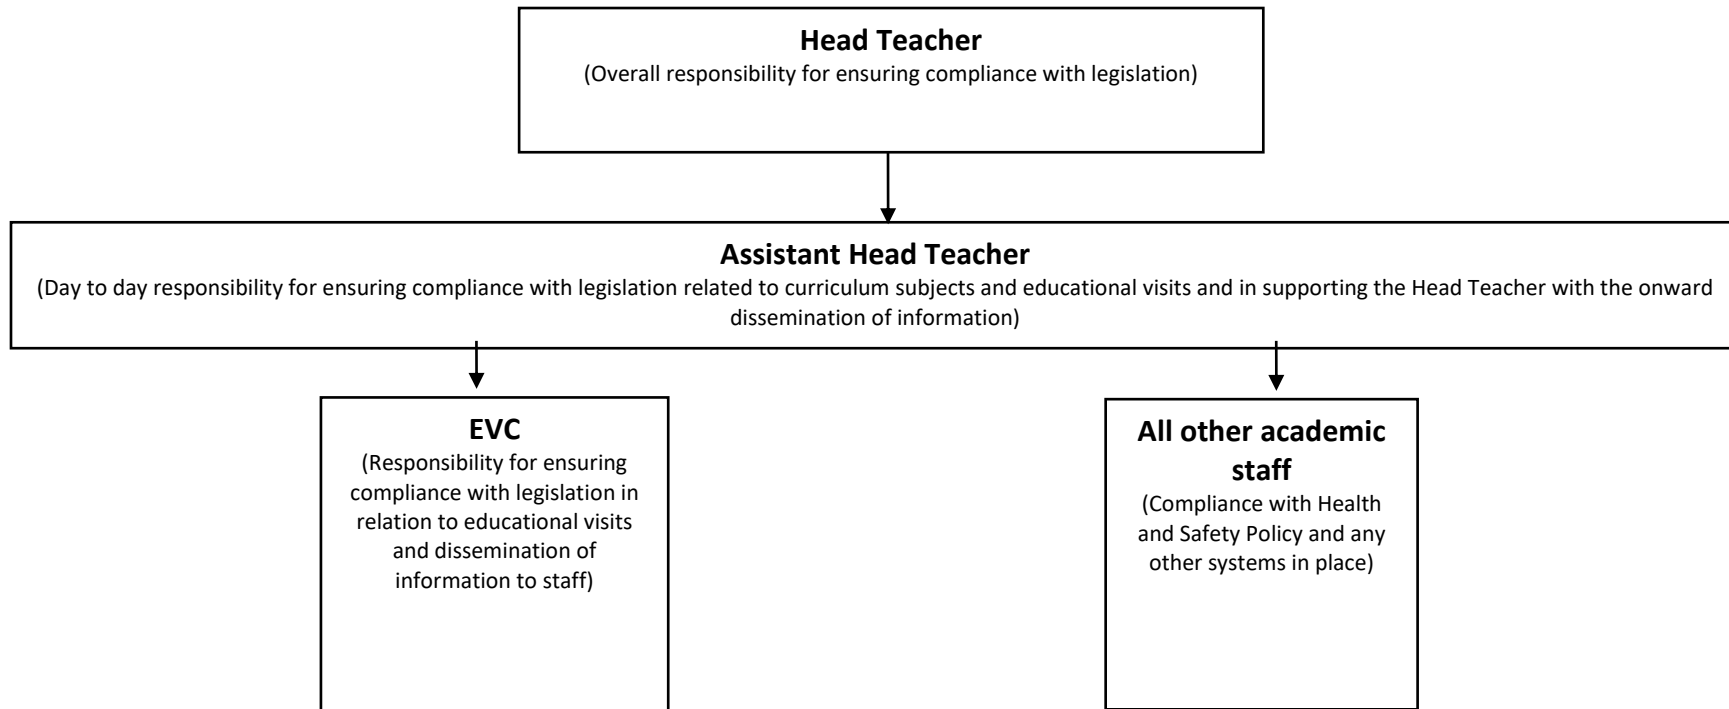 Head Teacher
(Overall responsibility for ensuring compliance with legislation)
Assistant Head Teacher
(Day to day responsibility for ensuring compliance with legislation related to curriculum subjects and educational visits and in supporting the Head Teacher with the onward
dissemination of information)
EVC
(Responsibility for ensuring
compliance with legislation in
relation to educational visits
and dissemination of
information to staff)
All other academic
staff
(Compliance with Health
and Safety Policy and any
other systems in place)